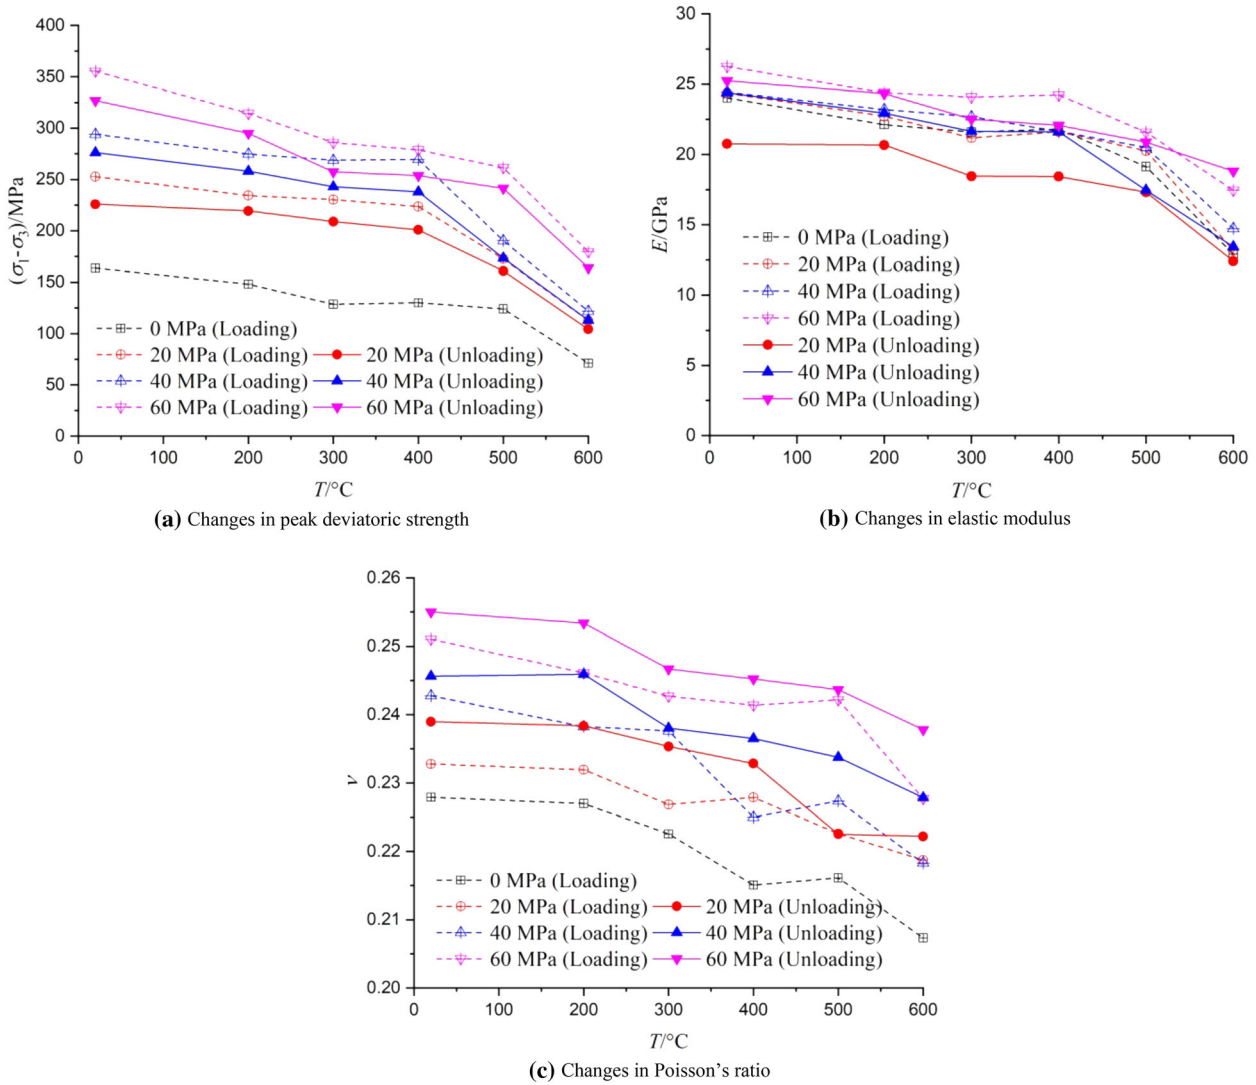 400
350
300
250
200
150
100
50
0
(σ₁-σ₃)/MPa
0 MPa (Loading)
20 MPa (Loading) 20 MPa (Unloading)
40 MPa (Loading) 40 MPa (Unloading)
60 MPa (Loading) 60 MPa (Unloading)
0 100 200 300 400 500 600
T/°C
(a) Changes in peak deviatoric strength
30
25
20
15
10
5
0
E/GPa
0 MPa (Loading)
20 MPa (Loading)
40 MPa (Loading)
60 MPa (Loading)
20 MPa (Unloading)
40 MPa (Unloading)
60 MPa (Unloading)
0 100 200 300 400 500 600
T/°C
(b) Changes in elastic modulus
0.26
0.25
0.24
0.23
0.22
0.21
0.20
ν
0 MPa (Loading)
20 MPa (Loading) 20 MPa (Unloading)
40 MPa (Loading) 40 MPa (Unloading)
60 MPa (Loading) 60 MPa (Unloading)
0 100 200 300 400 500 600
T/°C
(c) Changes in Poisson's ratio